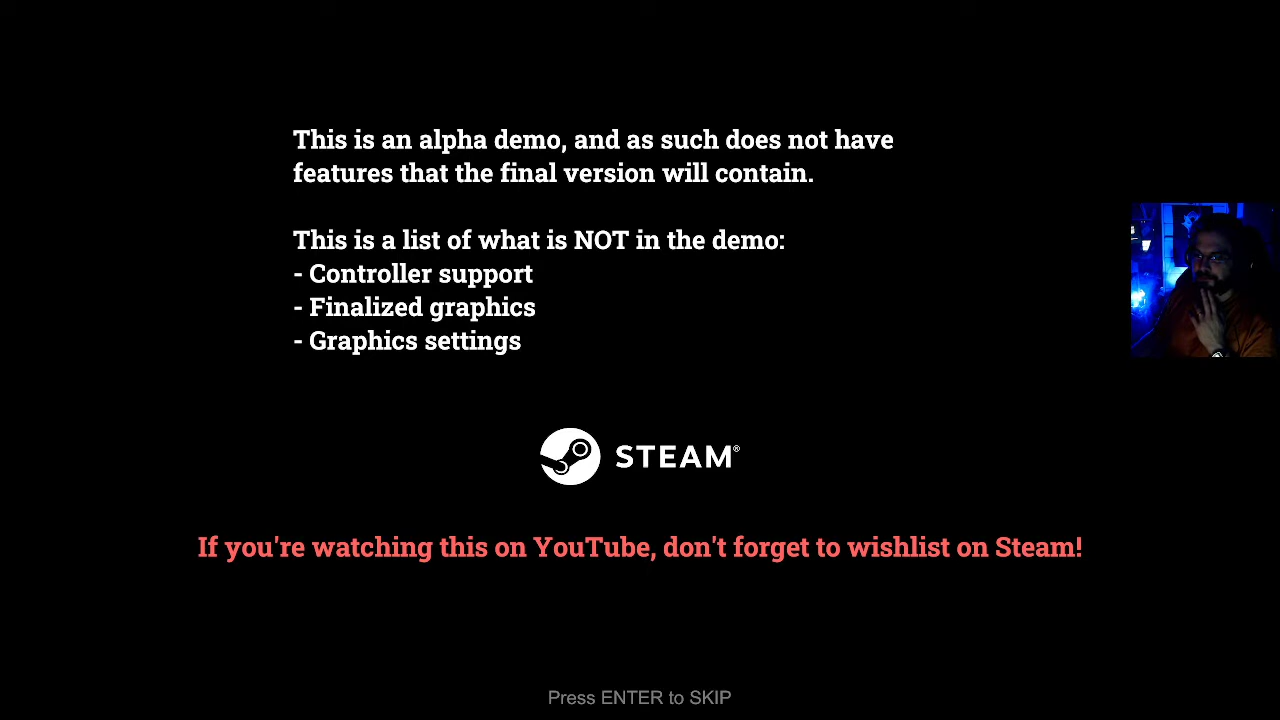 This is an alpha demo, and as such does not have
features that the final version will contain.
This is a list of what is NOT in the demo:
- Controller support
- Finalized graphics
- Graphics settings
STEAM®
If you're watching this on YouTube, don't forget to wishlist on Steam!
Press ENTER to SKIP